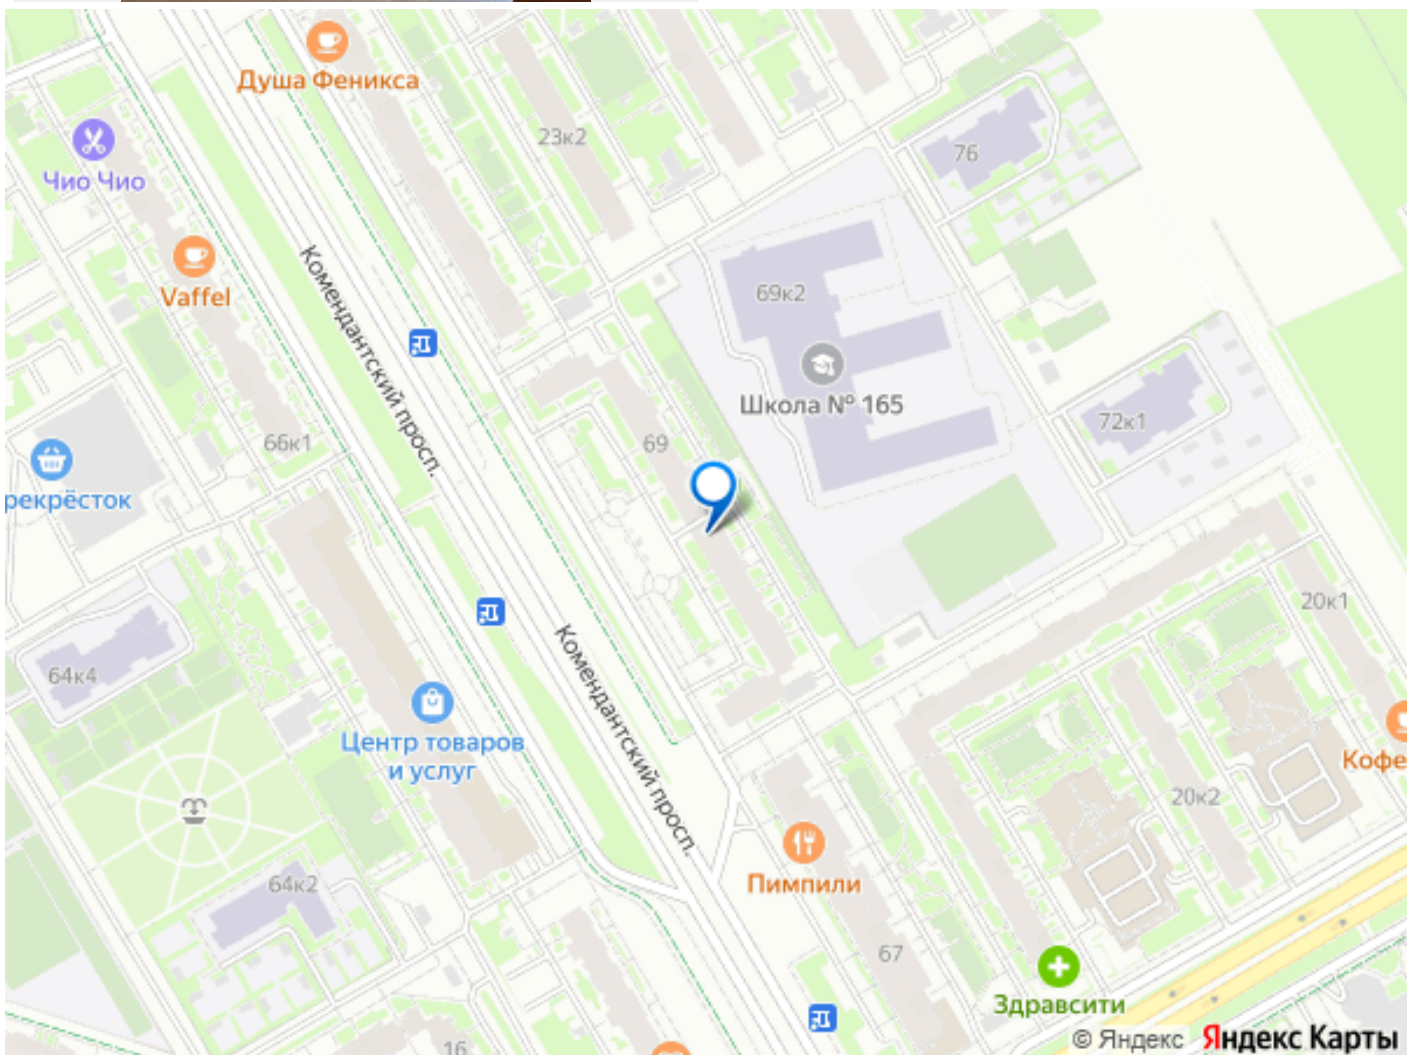 Душа Феникса
23к2
76
Чио Чио
Vaffel
Комендантский просп.
69к2
Школа № 165
72к1
66к1
69
рекрёсток
20к1
64к4
Комендантский просп.
Центр товаров
и услуг
Кофе
20к2
Пимпили
64к2
67
Здравсити
16
© Яндекс Яндекс Карты